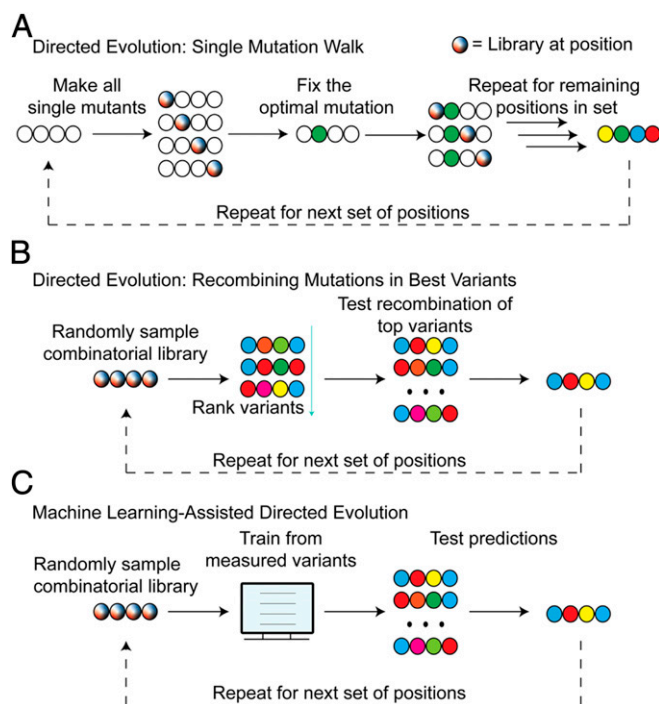 A
Directed Evolution: Single Mutation Walk
= Library at position
Make all
single mutants
Fix the
optimal mutation
Repeat for remaining
positions in set
Repeat for next set of positions
B
Directed Evolution: Recombining Mutations in Best Variants
Randomly sample
combinatorial library
Rank variants
Test recombination of
top variants
Repeat for next set of positions
C
Machine Learning-Assisted Directed Evolution
Randomly sample
combinatorial library
Train from
measured variants
Test predictions
Repeat for next set of positions